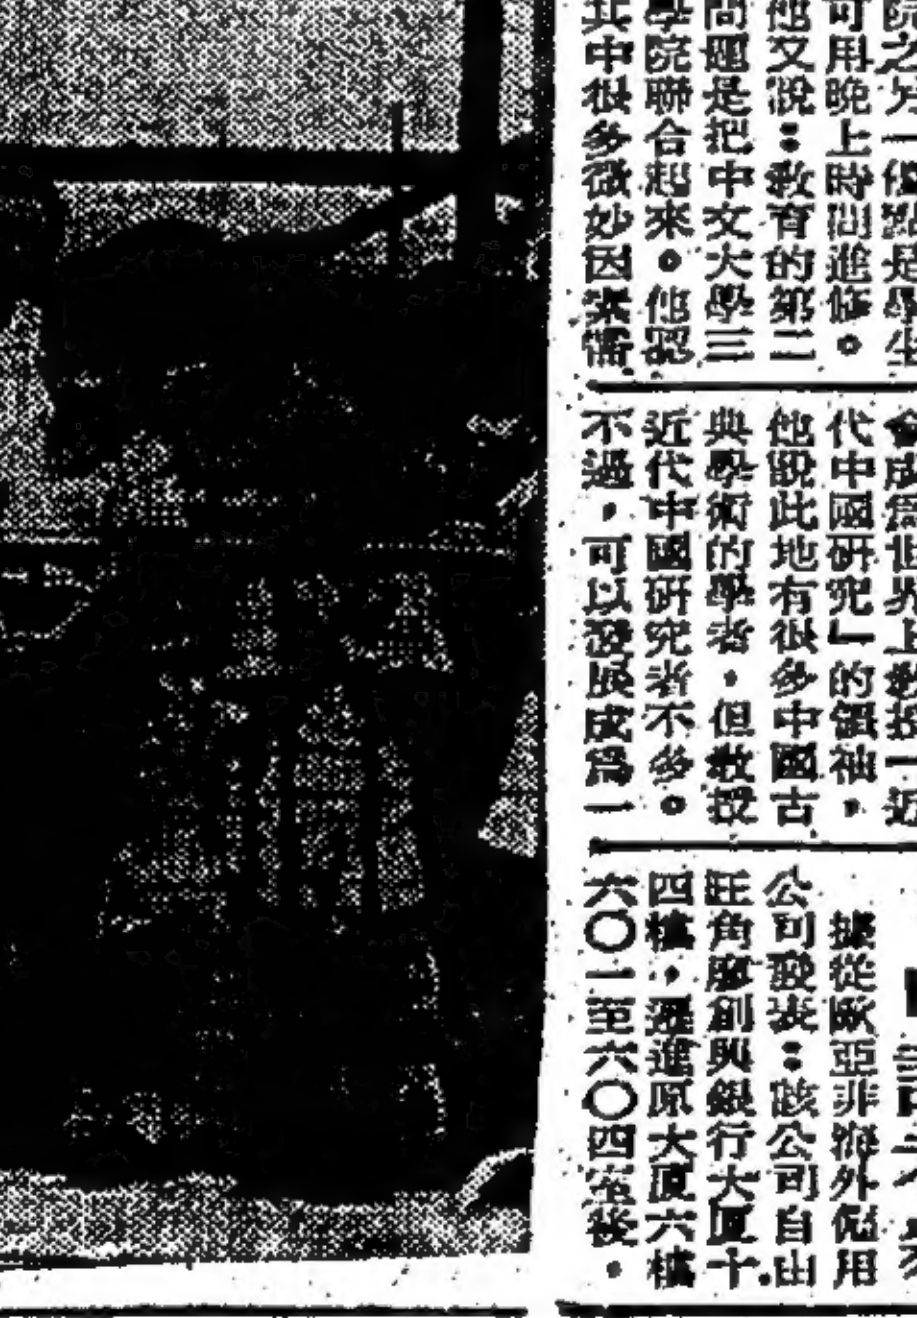 院之另一優點是學生
可用晚上時間進修。
他又說：教育的第二
問題是把中文大學三
學院聯合起來。他認
其中很多微妙因素需
會成為世界上教授「近
代中國研究」的領袖，
他說此地有很多中國古
典學術的學者，但教授
近代中國研究者不多。
不過，可以發展成爲一
據從歐亞非海外僱用
公司發表：該公司自由
旺角廖創興銀行大廈十
四樓，遷進原大廈六樓
六〇一至六〇四室後，